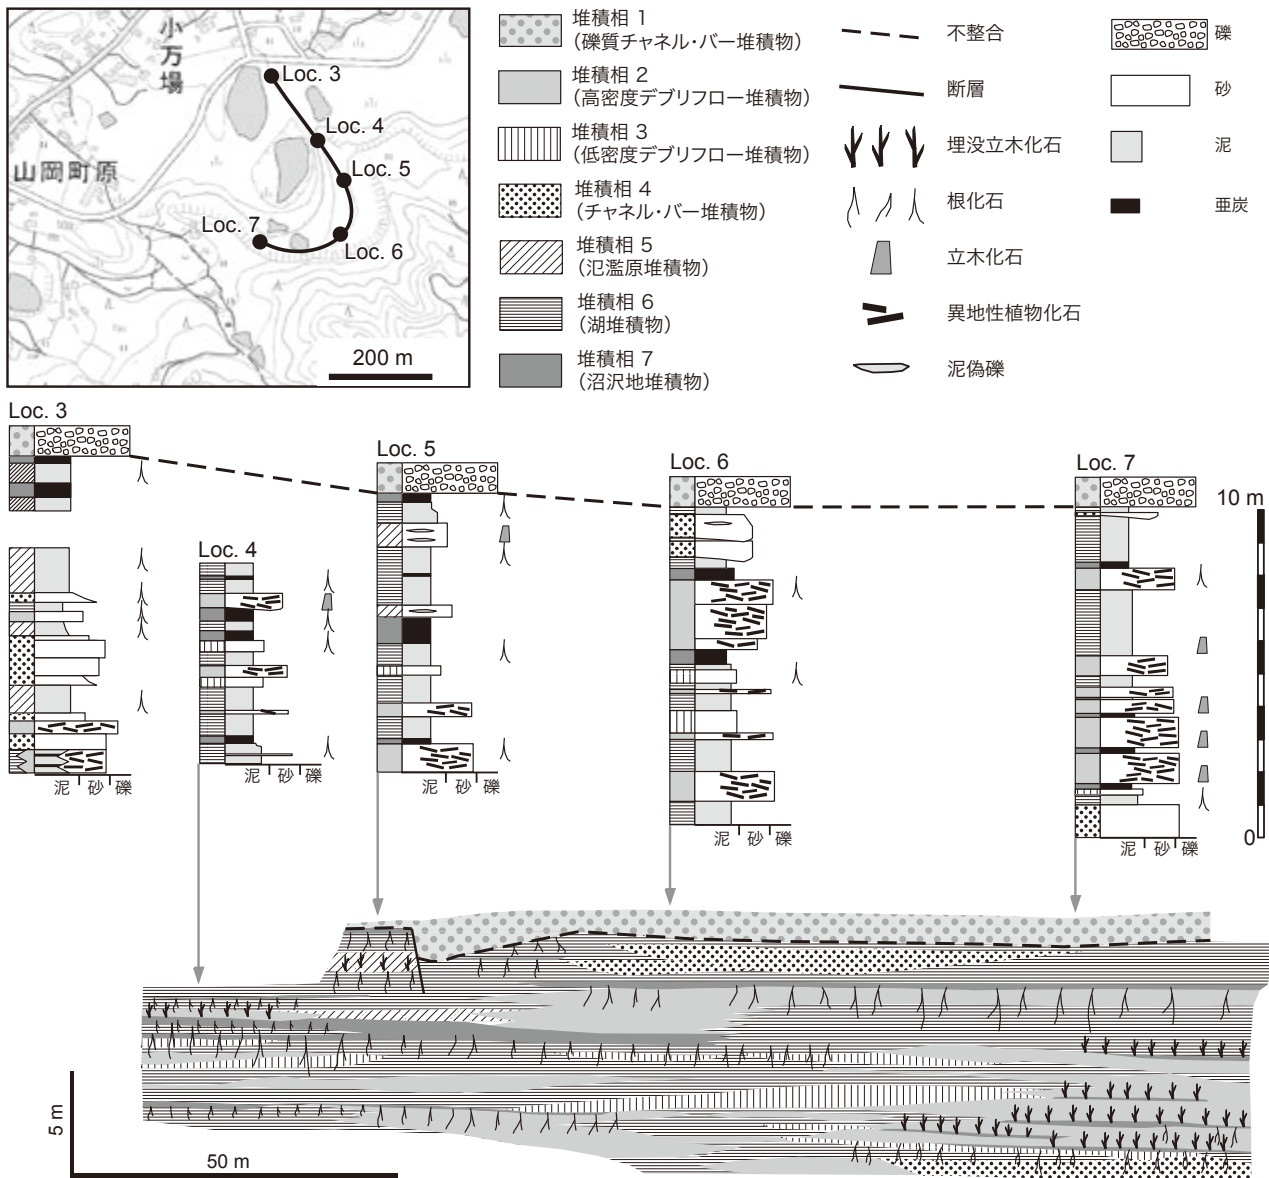 小万場
山岡町原
Loc. 3
Loc. 4
Loc. 5
Loc. 6
Loc. 7
200 m
堆積相 1
（礫質チャネル・バー堆積物）
堆積相 2
（高密度デブリフロー堆積物）
堆積相 3
（低密度デブリフロー堆積物）
堆積相 4
（チャネル・バー堆積物）
堆積相 5
（氾濫原堆積物）
堆積相 6
（湖堆積物）
堆積相 7
（沼沢地堆積物）
不整合
断層
埋没立木化石
根化石
立木化石
異地性植物化石
泥偽礫
礫
砂
泥
亜炭
Loc. 3
泥 砂 礫
Loc. 4
泥 砂 礫
Loc. 5
泥 砂 礫
Loc. 6
泥 砂 礫
Loc. 7
泥 砂 礫
10 m
0
5 m
50 m